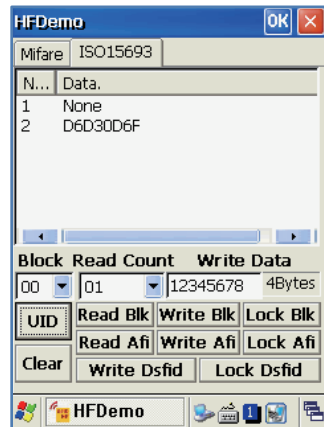 HFDemo OK
Mifare ISO15693
N... Data.
1 None
2 D6D30D6F
Block Read Count Write Data
00 01 12345678 4Bytes
UID Read Blk Write Blk Lock Blk
Read Afi Write Afi Lock Afi
Clear Write Dsfid Lock Dsfid
HFDemo 1